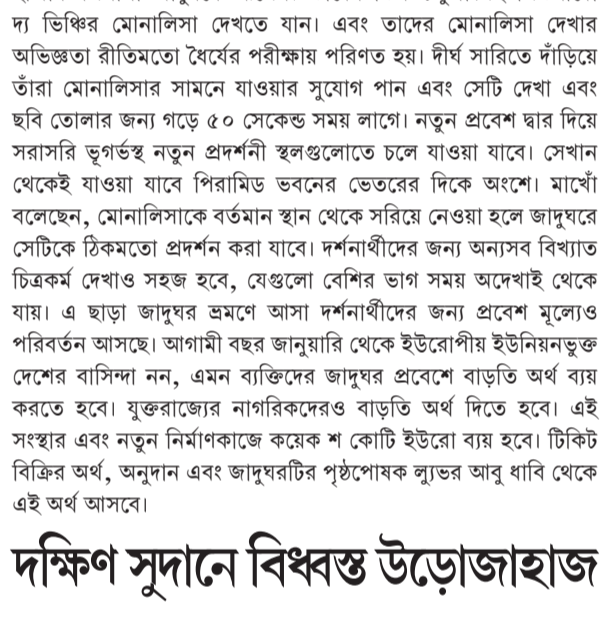 দ্য ভিঞ্চির মোনালিসা দেখতে যান। এবং তাদের মোনালিসা দেখার
অভিজ্ঞতা রীতিমতো ধৈর্যের পরীক্ষায় পরিণত হয়। দীর্ঘ সারিতে দাঁড়িয়ে
তাঁরা মোনালিসার সামনে যাওয়ার সুযোগ পান এবং সেটি দেখা এবং
ছবি তোলার জন্য গড়ে ৫০ সেকেন্ড সময় লাগে। নতুন প্রবেশ দ্বার দিয়ে
সরাসরি ভূগর্ভস্থ নতুন প্রদর্শনী স্থলগুলোতে চলে যাওয়া যাবে। সেখান
থেকেই যাওয়া যাবে পিরামিড ভবনের ভেতরের দিকে অংশে। মাখোঁ
বলেছেন, মোনালিসাকে বর্তমান স্থান থেকে সরিয়ে নেওয়া হলে জাদুঘরে
সেটিকে ঠিকমতো প্রদর্শন করা যাবে। দর্শনার্থীদের জন্য অন্যসব বিখ্যাত
চিত্রকর্ম দেখাও সহজ হবে, যেগুলো বেশির ভাগ সময় অদেখাই থেকে
যায়। এ ছাড়া জাদুঘর ভ্রমণে আসা দর্শনার্থীদের জন্য প্রবেশ মূল্যেও
পরিবর্তন আসছে। আগামী বছর জানুয়ারি থেকে ইউরোপীয় ইউনিয়নভুক্ত
দেশের বাসিন্দা নন, এমন ব্যক্তিদের জাদুঘর প্রবেশে বাড়তি অর্থ ব্যয়
করতে হবে। যুক্তরাজ্যের নাগরিকদেরও বাড়তি অর্থ দিতে হবে। এই
সংস্থার এবং নতুন নির্মাণকাজে কয়েক শ কোটি ইউরো ব্যয় হবে। টিকিট
বিক্রির অর্থ, অনুদান এবং জাদুঘরটির পৃষ্ঠপোষক ল্যুভর আবু ধাবি থেকে
এই অর্থ আসবে।
দক্ষিণ সুদানে বিধ্বস্ত উড়োজাহাজ